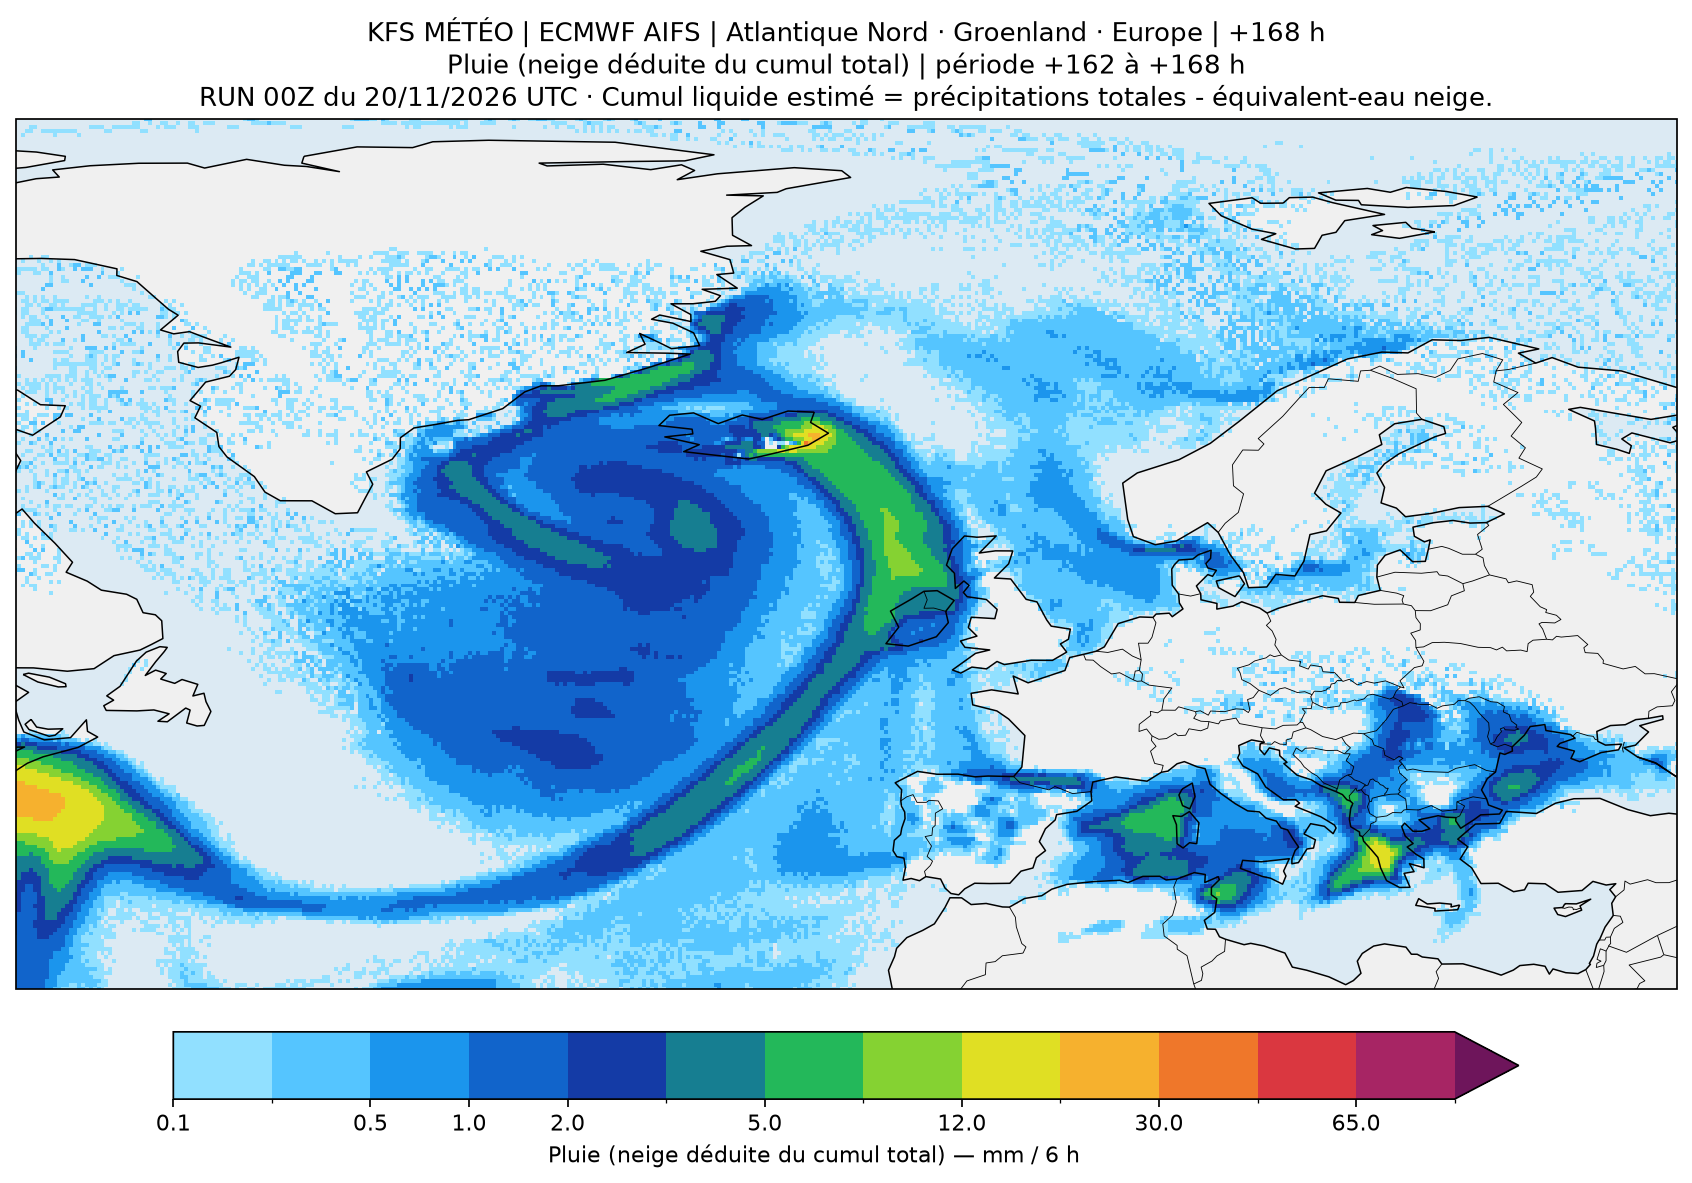 KFS MÉTÉO | ECMWF AIFS | Atlantique Nord · Groenland · Europe | +168 h
Pluie (neige déduite du cumul total) | période +162 à +168 h
RUN 00Z du 20/11/2026 UTC · Cumul liquide estimé = précipitations totales - équivalent-eau neige.
0.1 0.5 1.0 2.0 5.0 12.0 30.0 65.0
Pluie (neige déduite du cumul total) — mm / 6 h